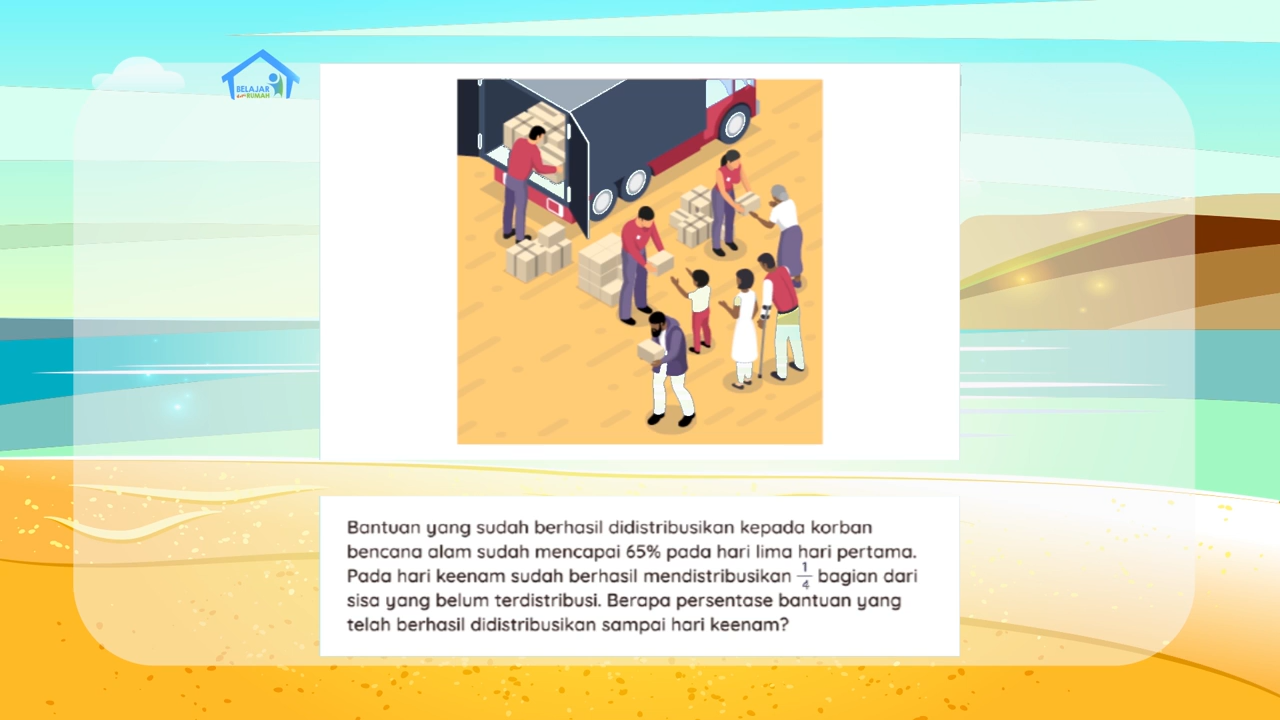 BELAJAR
dari RUMAH
Bantuan yang sudah berhasil didistribusikan kepada korban
bencana alam sudah mencapai 65% pada hari lima hari pertama.
Pada hari keenam sudah berhasil mendistribusikan 1/4 bagian dari
sisa yang belum terdistribusi. Berapa persentase bantuan yang
telah berhasil didistribusikan sampai hari keenam?